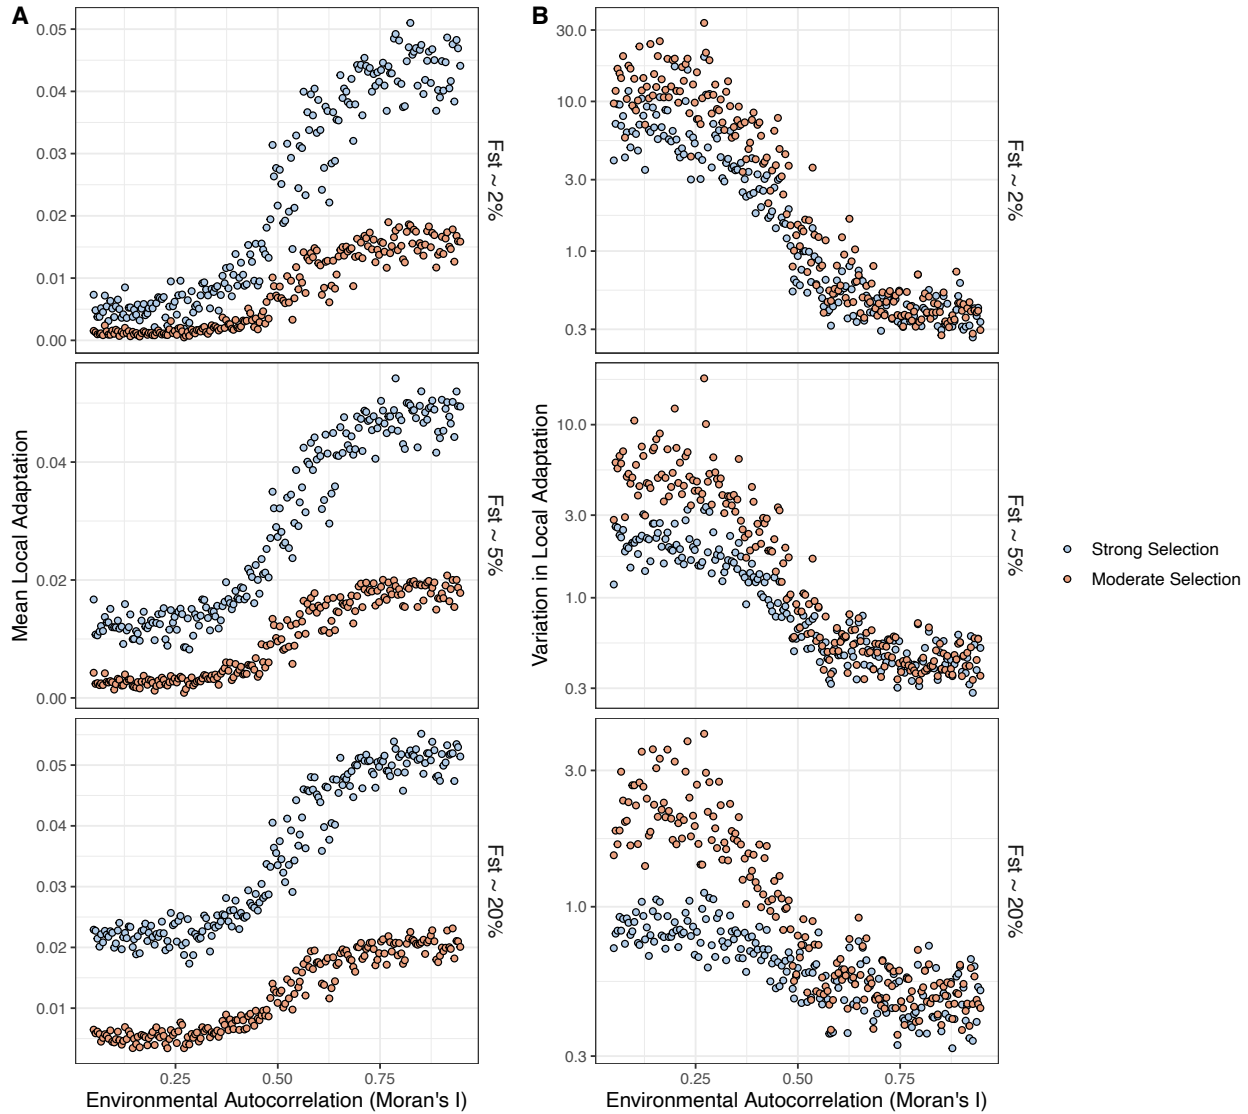 A
B
Mean Local Adaptation
0.05
0.04
0.03
0.02
0.01
0.00
Fst ~ 2%
0.04
0.02
0.00
Fst ~ 5%
0.05
0.04
0.03
0.02
0.01
Fst ~ 20%
0.25 0.50 0.75
Environmental Autocorrelation (Moran's I)
Variation in Local Adaptation
30.0
10.0
3.0
1.0
0.3
Fst ~ 2%
10.0
3.0
1.0
0.3
Fst ~ 5%
3.0
1.0
0.3
Fst ~ 20%
0.25 0.50 0.75
Environmental Autocorrelation (Moran's I)
Strong Selection
Moderate Selection